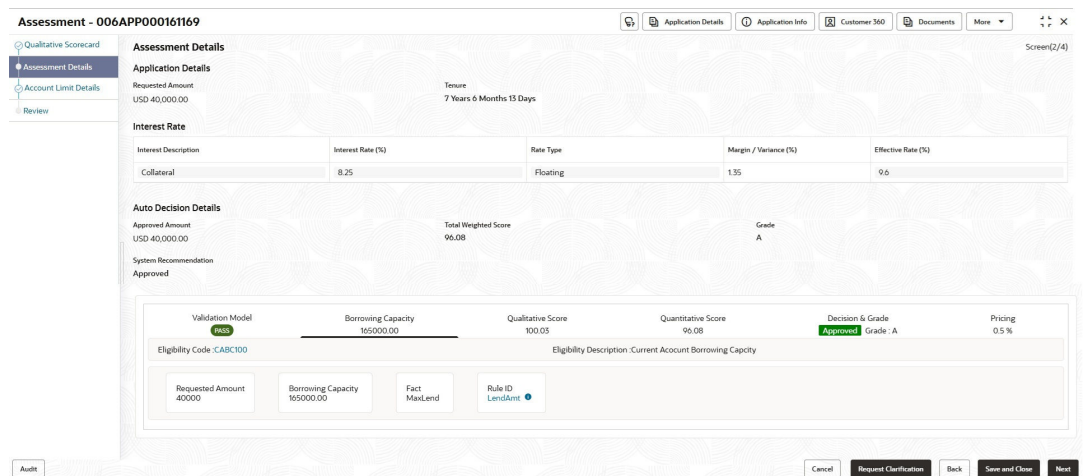 Assessment - 006APP000161169
Application Details
Application Info
Customer 360
Documents
More
Qualitative Scorecard
Assessment Details
Account Limit Details
Review
Assessment Details
Screen(2/4)
Application Details
Requested Amount Tenure
USD 40,000.00 7 Years 6 Months 13 Days
Interest Rate
Interest Description Interest Rate (%) Rate Type Margin / Variance (%) Effective Rate (%)
Collateral 8.25 Floating 1.35 9.6
Auto Decision Details
Approved Amount Total Weighted Score Grade
USD 40,000.00 96.08 A
System Recommendation
Approved
Validation Model Borrowing Capacity Qualitative Score Quantitative Score Decision & Grade Pricing
PASS 165000.00 100.03 96.08 Approved Grade : A 0.5 %
Eligibility Code :CABC100 Eligibility Description :Current Acocunt Borrowing Capcity
Requested Amount Borrowing Capacity Fact Rule ID
40000 165000.00 MaxLend LendAmt
Audit Cancel Request Clarification Back Save and Close Next